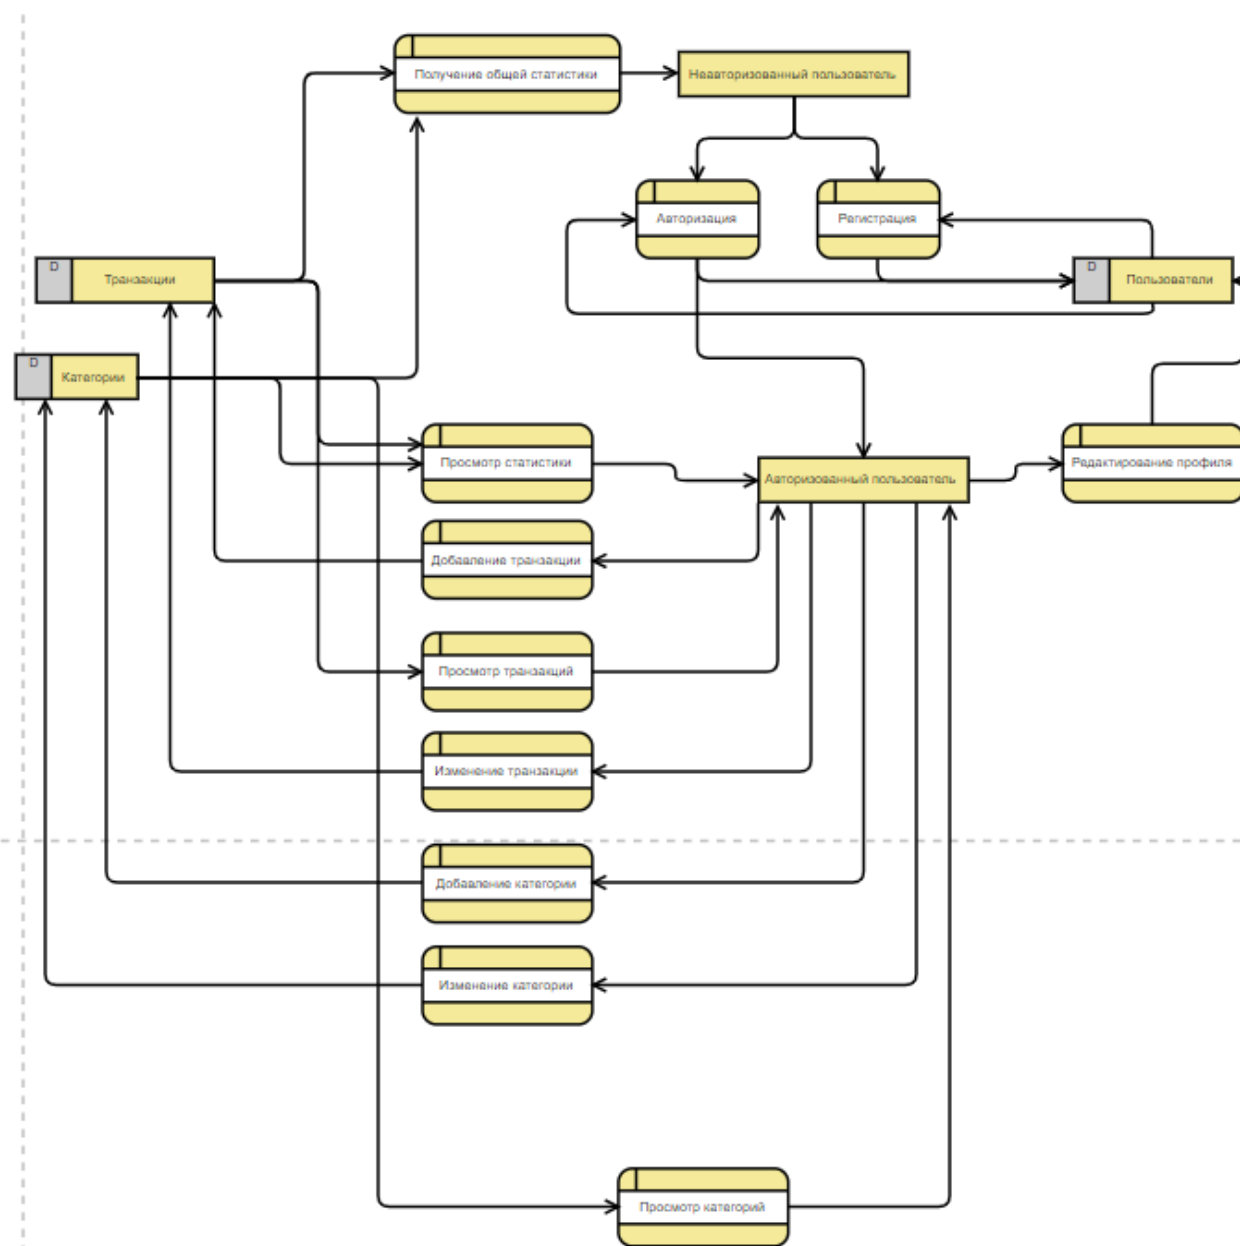 Получение общей статистики
Неавторизованный пользователь
Авторизация
Регистрация
D
Транзакции
D
Пользователи
D
Категории
Просмотр статистики
Авторизованный пользователь
Редактирование профиля
Добавление транзакции
Просмотр транзакций
Изменение транзакции
Добавление категории
Изменение категории
Просмотр категорий